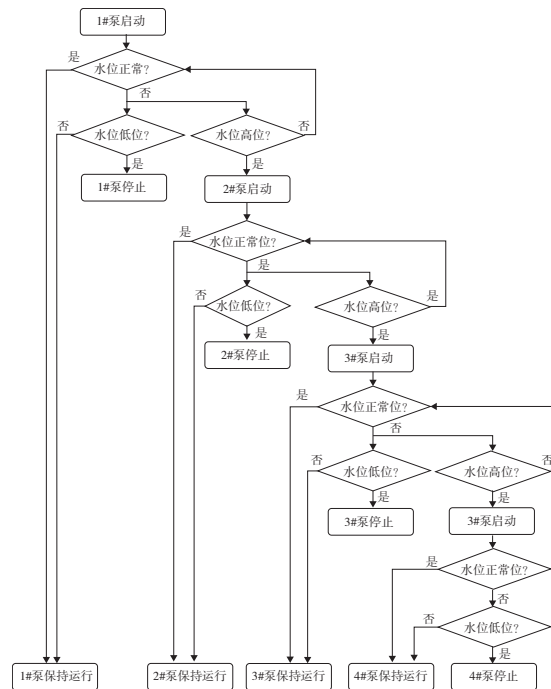 1#泵启动
是
水位正常?
否
否
水位低位?
水位高位?
否
是
是
1#泵停止
2#泵启动
是
水位正常位?
是
否
水位低位?
水位高位?
是
是
是
2#泵停止
3#泵启动
是
水位正常位?
否
否
水位低位?
水位高位?
否
是
是
3#泵停止
3#泵启动
是
水位正常位?
否
否
水位低位?
是
1#泵保持运行
2#泵保持运行
3#泵保持运行
4#泵保持运行
4#泵停止